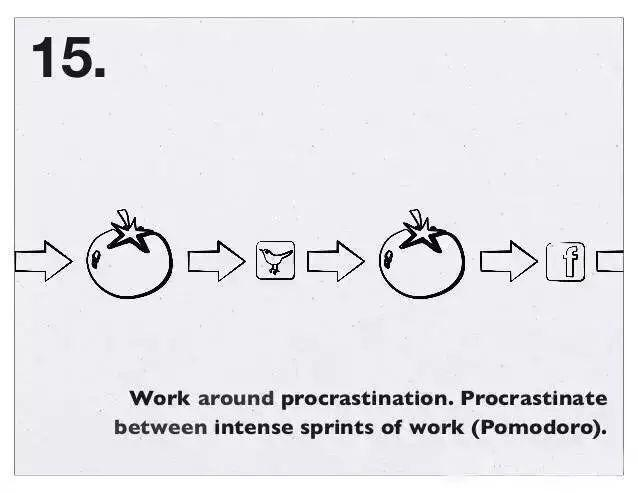 15.
f
Work around procrastination. Procrastinate
between intense sprints of work (Pomodoro).